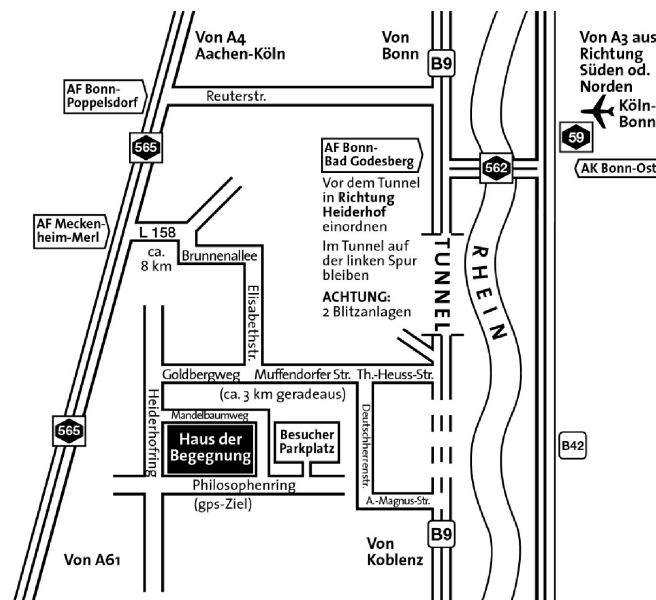 Von A4
Aachen-Köln
Von
Bonn
B9
Von A3 aus
Richtung
Süden od.
Norden
Köln-
Bonn
59
AK Bonn-Ost
AF Bonn-
Poppelsdorf
Reuterstr.
565
AF Bonn-
Bad Godesberg
562
Vor dem Tunnel
in Richtung
Heiderhof
einordnen
Im Tunnel auf
der linken Spur
bleiben
ACHTUNG:
2 Blitzanlagen
TUNNEL
RHEIN
AF Mecken-
heim-Merl
L 158
ca.
8 km
Brunnenallee
Elisabethstr.
Goldbergweg
Muffendorfer Str.
Th.-Heuss-Str.
(ca. 3 km geradeaus)
Heiderhofring
Mandelbaumweg
Haus der
Begegnung
Besucher
Parkplatz
Deutschherrenstr.
565
B42
Philosophenring
(gps-Ziel)
A.-Magnus-Str.
B9
Von A61
Von
Koblenz